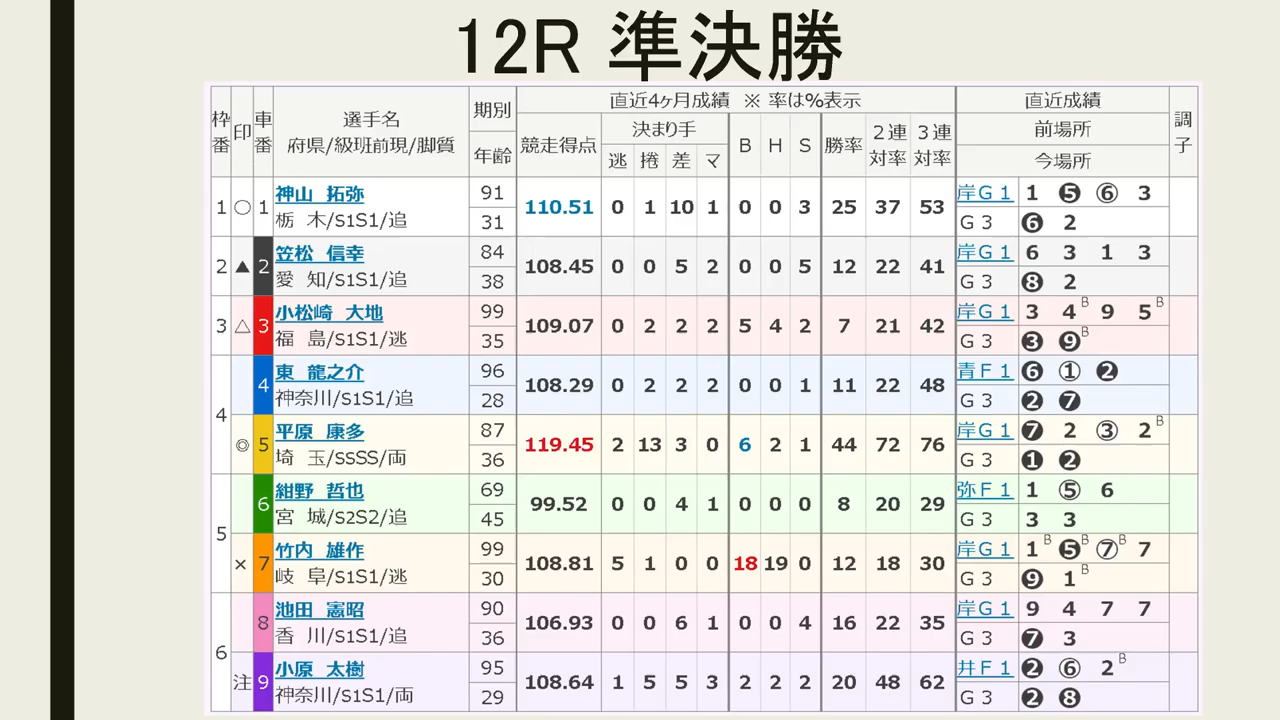 12R 準決勝
枠番 印 車番 選手名 府県/級班前現/脚質 期別 年齢 競走得点 直近4ヶ月成績 ※ 率は%表示 決まり手 逃 捲 差 マ B H S 勝率 2連対率 3連対率 直近成績 前場所 今場所 調子
1 ○ 1 神山 拓弥 91 110.51 0 1 10 1 0 0 3 25 37 53 岸G1 1 ❺ ⑥ 3
栃 木/S1S1/追 31 G3 ❻ 2
2 ▲ 2 笠松 信幸 84 108.45 0 0 5 2 0 0 5 12 22 41 岸G1 6 3 1 3
愛 知/S1S1/追 38 G3 ❽ 2
3 △ 3 小松崎 大地 99 109.07 0 2 2 2 5 4 2 7 21 42 岸G1 3 4B 9 5B
福 島/S1S1/逃 35 G3 ❸ ❾B
4 4 東 龍之介 96 108.29 0 2 2 2 0 0 1 11 22 48 青F1 ❻ ① ❷
神奈川/S1S1/追 28 G3 ❷ ❼
◎ 5 平原 康多 87 119.45 2 13 3 0 6 2 1 44 72 76 岸G1 ❼ 2 ③ 2B
埼 玉/SSSS/両 36 G3 ❶ ❷
5 6 紺野 哲也 69 99.52 0 0 4 1 0 0 0 8 20 29 弥F1 1 ⑤ 6
宮 城/S2S2/追 45 G3 3 3
× 7 竹内 雄作 99 108.81 5 1 0 0 18 19 0 12 18 30 岸G1 1B ❺B ⑦B 7
岐 阜/S1S1/逃 30 G3 ❾ 1B
6 8 池田 憲昭 90 106.93 0 0 6 1 0 0 4 16 22 35 岸G1 9 4 7 7
香 川/S1S1/追 36 G3 ❼ 3
注 9 小原 太樹 95 108.64 1 5 5 3 2 2 2 20 48 62 井F1 ❷ ⑥ 2B
神奈川/S1S1/両 29 G3 ❷ ❽